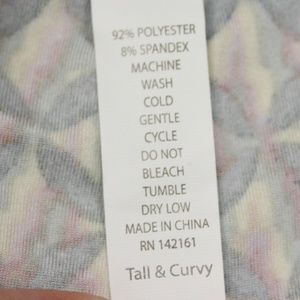 92% POLYESTER
8% SPANDEX
MACHINE
WASH
COLD
GENTLE
CYCLE
DO NOT
BLEACH
TUMBLE
DRY LOW
MADE IN CHINA
RN 142161
Tall & Curvy